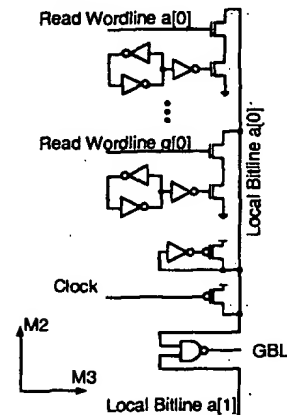 Read Wordline a[0]
Read Wordline g[0]
Local Bitline a[0]
Clock
M2
M3
GBL
Local Bitline a[1]